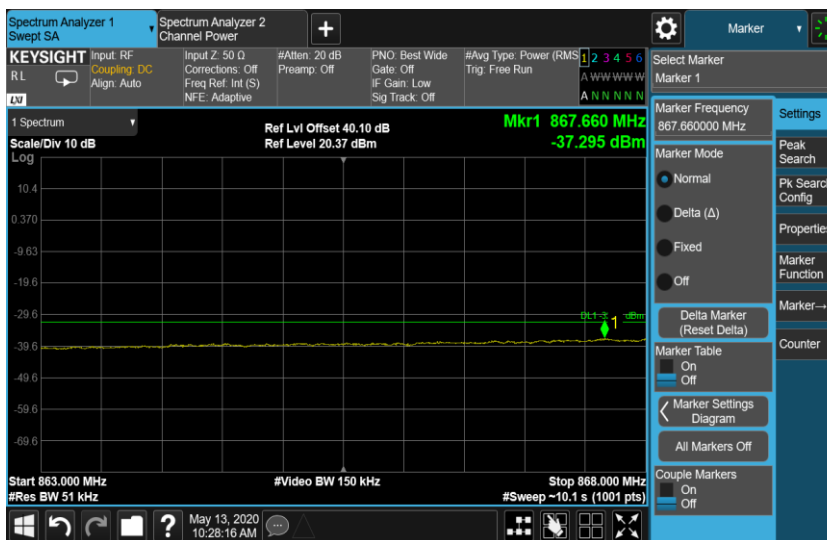 Spectrum Analyzer 1
Swept SA
Spectrum Analyzer 2
Channel Power
Marker
KEYSIGHT
RL
LXI
Input: RF
Coupling: DC
Align: Auto
Input Z: 50 Ω
Corrections: Off
Freq Ref: Int (S)
NFE: Adaptive
#Atten: 20 dB
Preamp: Off
PNO: Best Wide
Gate: Off
IF Gain: Low
Sig Track: Off
#Avg Type: Power (RMS
Trig: Free Run
1 2 3 4 5 6
A W W W W W
A N N N N N
Select Marker
Marker 1
1 Spectrum
Scale/Div 10 dB
Log
Ref Lvl Offset 40.10 dB
Ref Level 20.37 dBm
Mkr1 867.660 MHz
-37.295 dBm
10.4
0.370
-9.63
-19.6
-29.6
-39.6
-49.6
-59.6
-69.6
dBm
1
Start 863.000 MHz
#Res BW 51 kHz
#Video BW 150 kHz
Stop 868.000 MHz
#Sweep ~10.1 s (1001 pts)
Marker Frequency
867.660000 MHz
Marker Mode
Normal
Delta (Δ)
Fixed
Off
Delta Marker
(Reset Delta)
Marker Table
On
Off
Marker Settings
Diagram
All Markers Off
Couple Markers
On
Off
Settings
Peak
Search
Pk Search
Config
Properties
Marker
Function
Marker→
Counter
?
May 13, 2020
10:28:16 AM